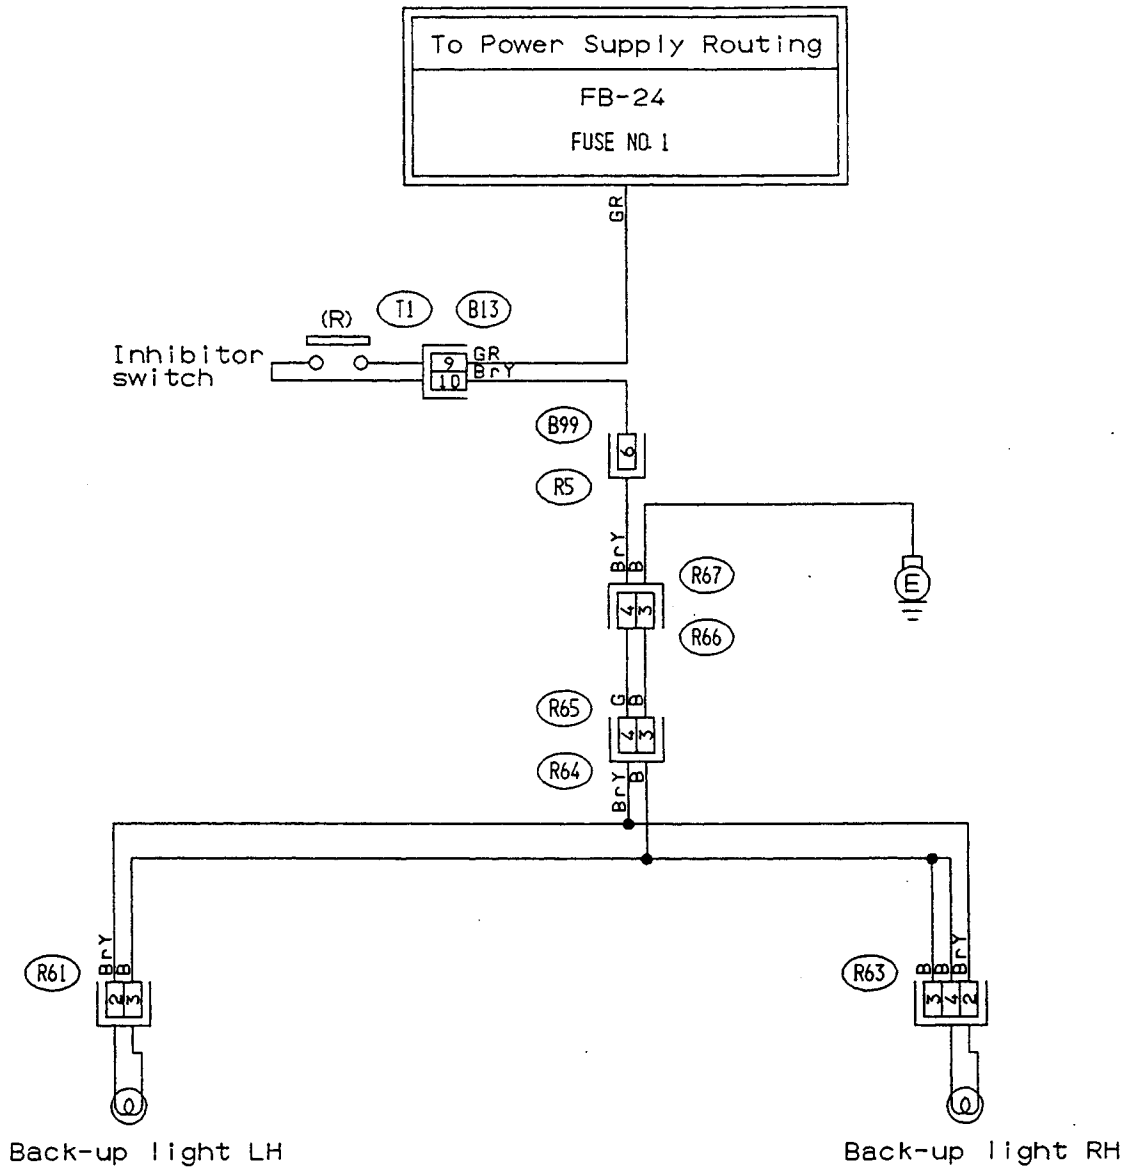 To Power Supply Routing
FB-24
FUSE NO. 1
GR
(R)
T1
B13
Inhibitor
switch
9
GR
10
BrY
B99
6
R5
BrY
B
R67
4
3
E
R66
G
B
R65
4
3
R64
BrY
B
BrY
B
R61
2
3
B
B
BrY
R63
3
4
2
Back-up light LH
Back-up light RH